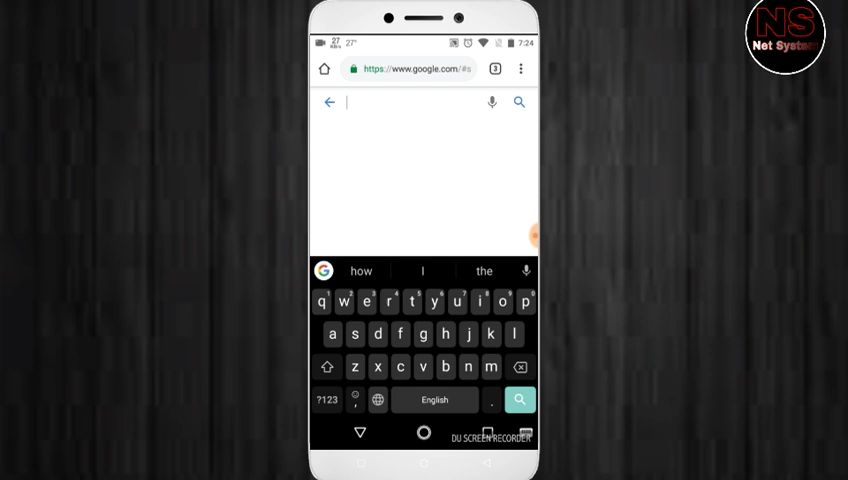 NS
Net System
27
KB/s
27°
7:24
https://www.google.com/#s
3
how
I
the
1 2 3 4 5 6 7 8 9 0
q w e r t y u i o p
a s d f g h j k l
z x c v b n m
?123
,
English
.
DU SCREEN RECORDER